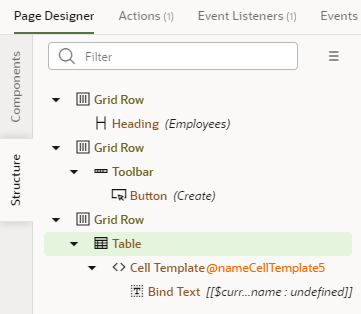 Page Designer Actions (1) Event Listeners (1) Events
Components
Structure
Filter
Grid Row
Heading (Employees)
Grid Row
Toolbar
Button (Create)
Grid Row
Table
Cell Template @nameCellTemplate5
Bind Text [[$curr...name : undefined]]